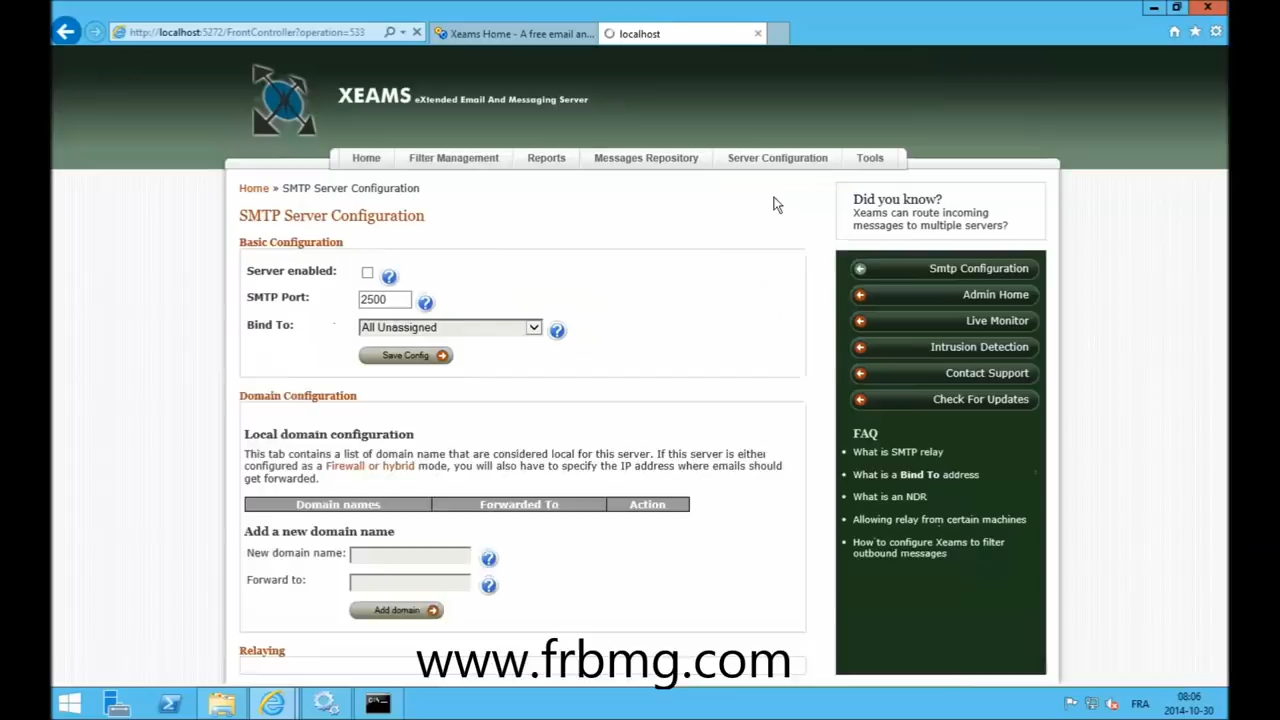 http://localhost:5272/FrontController?operation=533
Xeams Home - A free email an...
localhost
XEAMS eXtended Email And Messaging Server
Home
Filter Management
Reports
Messages Repository
Server Configuration
Tools
Home » SMTP Server Configuration
SMTP Server Configuration
Basic Configuration
Server enabled:
SMTP Port:
2500
Bind To:
All Unassigned
Save Config
Domain Configuration
Local domain configuration
This tab contains a list of domain name that are considered local for this server. If this server is either
configured as a Firewall or hybrid mode, you will also have to specify the IP address where emails should
get forwarded.
Domain names
Forwarded To
Action
Add a new domain name
New domain name:
Forward to:
Add domain
Relaying
Did you know?
Xeams can route incoming
messages to multiple servers?
Smtp Configuration
Admin Home
Live Monitor
Intrusion Detection
Contact Support
Check For Updates
FAQ
What is SMTP relay
What is a Bind To address
What is an NDR
Allowing relay from certain machines
How to configure Xeams to filter
outbound messages
www.frbmg.com
FRA
08:06
2014-10-30